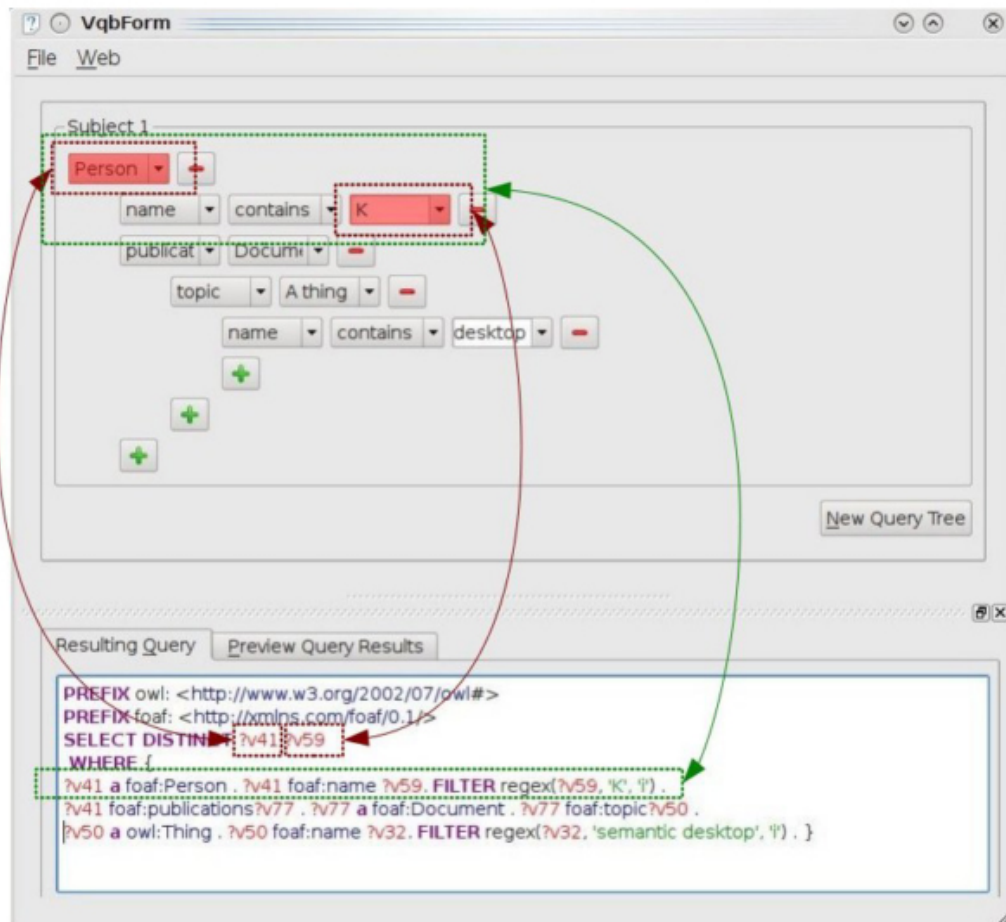 VqbForm
File Web
Subject 1
Person
name contains K
publicat Docum
topic A thing
name contains desktop
New Query Tree
Resulting Query Preview Query Results
PREFIX owl: <http://www.w3.org/2002/07/owl#>
PREFIX foaf: <http://xmlns.com/foaf/0.1/>
SELECT DISTINCT ?v41 ?v59
WHERE {
?v41 a foaf:Person . ?v41 foaf:name ?v59. FILTER regex(?v59, 'K', 'i') .
?v41 foaf:publications?v77 . ?v77 a foaf:Document . ?v77 foaf:topic?v50 .
?v50 a owl:Thing . ?v50 foaf:name ?v32. FILTER regex(?v32, 'semantic desktop', 'i') . }